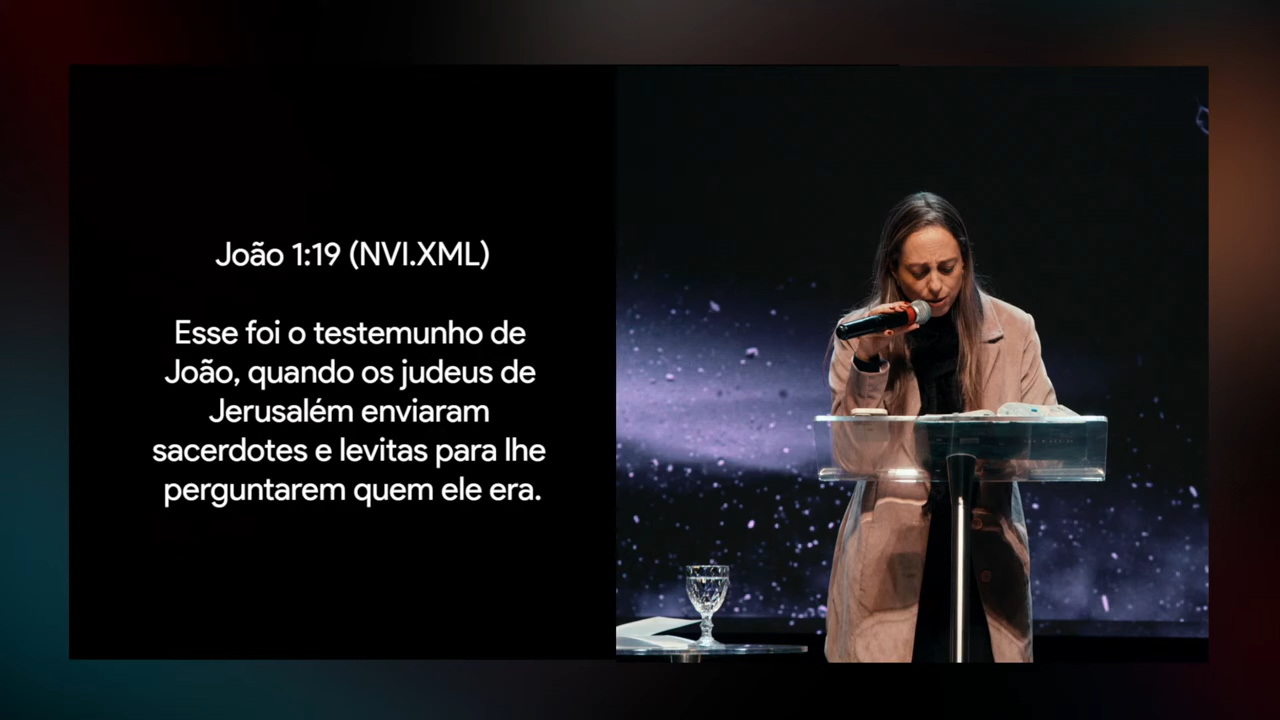 João 1:19 (NVI.XML)
Esse foi o testemunho de
João, quando os judeus de
Jerusalém enviaram
sacerdotes e levitas para lhe
perguntarem quem ele era.